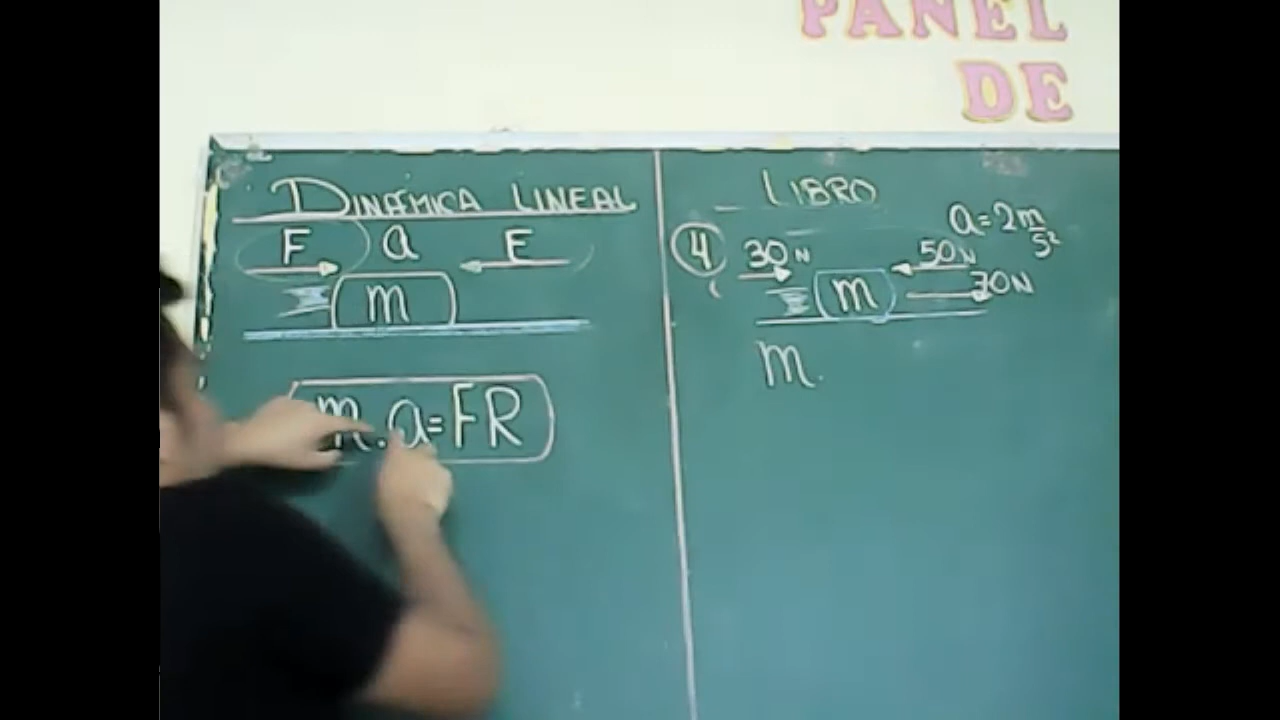 PANEL
DE
DINÁMICA LINEAL
F a F
m
m.a=FR
LIBRO
a=2m/s²
4 30N 50N
m 70N
m.